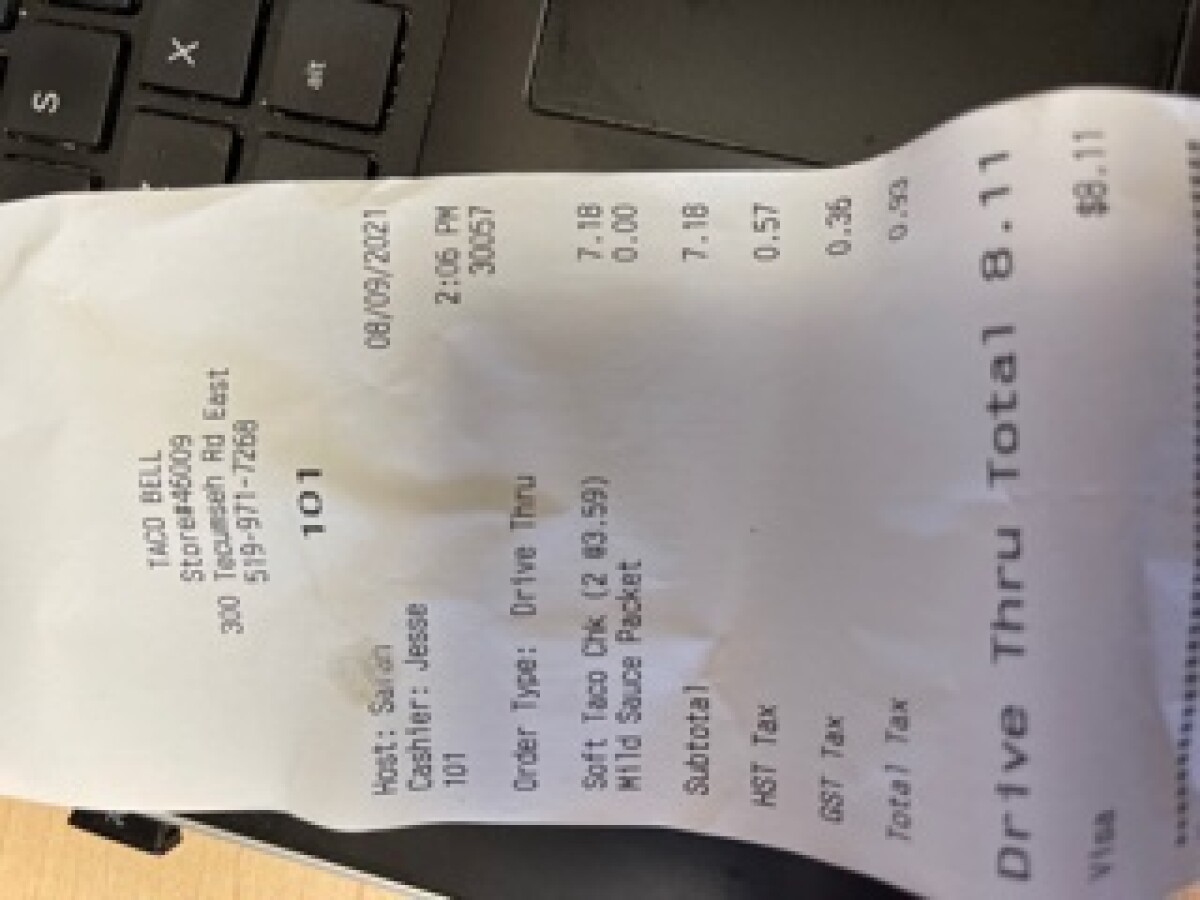 TACO BELL
Store#46009
300 Tecumseh Rd East
519-971-7268
101
Host: Sarah 08/09/2021
Cashier: Jesse
101 2:06 PM
30057
Order Type: Drive Thru
Soft Taco Chk (2 @3.59) 7.18
Mild Sauce Packet 0.00
Subtotal 7.18
HST Tax 0.57
GST Tax 0.36
Total Tax 0.93
Drive Thru Total 8.11
Visa $8.11
S
X
alt